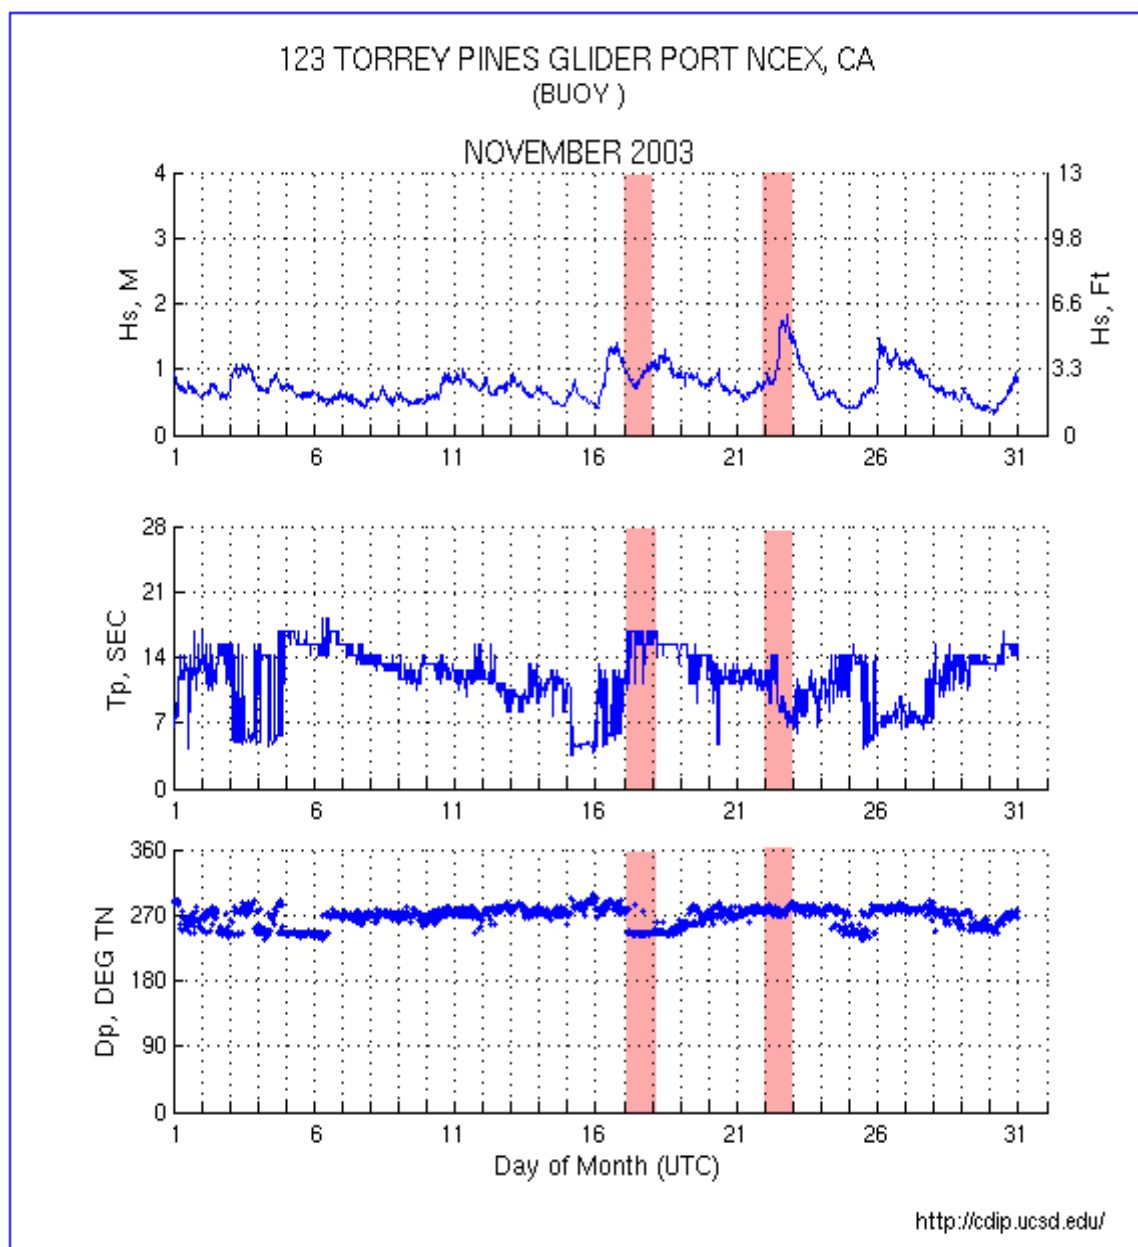 123 TORREY PINES GLIDER PORT NCEX, CA
(BUOY )
NOVEMBER 2003
4 13
3 9.8
2 6.6
1 3.3
0 0
Hs, M
Hs, Ft
1 6 11 16 21 26 31
28
21
14
7
0
Tp, SEC
1 6 11 16 21 26 31
360
270
180
90
0
Dp, DEG TN
1 6 11 16 21 26 31
Day of Month (UTC)
http://cdip.ucsd.edu/